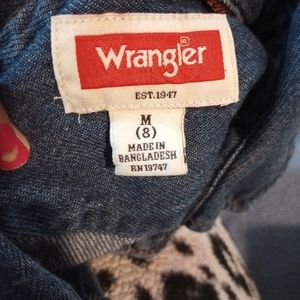 Wrangler
EST. 1947
M
(8)
MADE IN
BANGLADESH
RN 19747